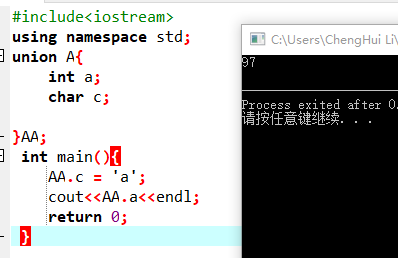 #include<iostream>
using namespace std;
union A{
int a;
char c;
}AA;
int main(){
AA.c = 'a';
cout<<AA.a<<endl;
return 0;
}
C:\Users\ChengHui Li\
97
Process exited after 0.
请按任意键继续. . .